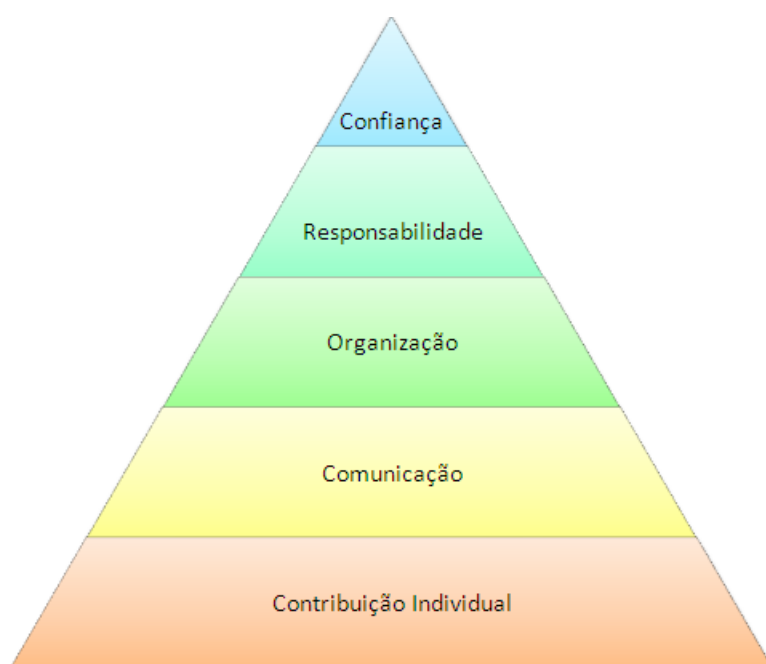 Confiança
Responsabilidade
Organização
Comunicação
Contribuição Individual